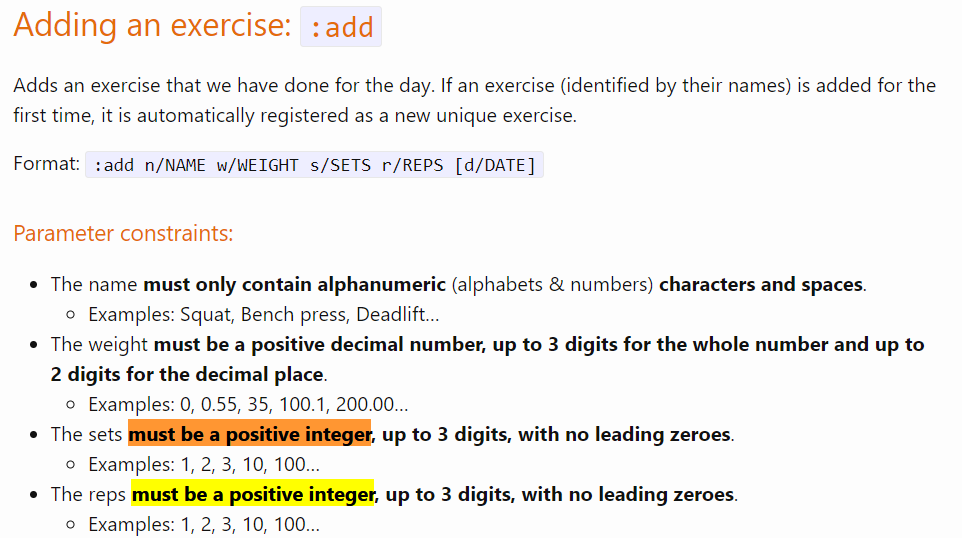 Adding an exercise: :add
Adds an exercise that we have done for the day. If an exercise (identified by their names) is added for the
first time, it is automatically registered as a new unique exercise.
Format: :add n/NAME w/WEIGHT s/SETS r/REPS [d/DATE]
Parameter constraints:
• The name must only contain alphanumeric (alphabets & numbers) characters and spaces.
◦ Examples: Squat, Bench press, Deadlift…
• The weight must be a positive decimal number, up to 3 digits for the whole number and up to
2 digits for the decimal place.
◦ Examples: 0, 0.55, 35, 100.1, 200.00…
• The sets must be a positive integer, up to 3 digits, with no leading zeroes.
◦ Examples: 1, 2, 3, 10, 100…
• The reps must be a positive integer, up to 3 digits, with no leading zeroes.
◦ Examples: 1, 2, 3, 10, 100…